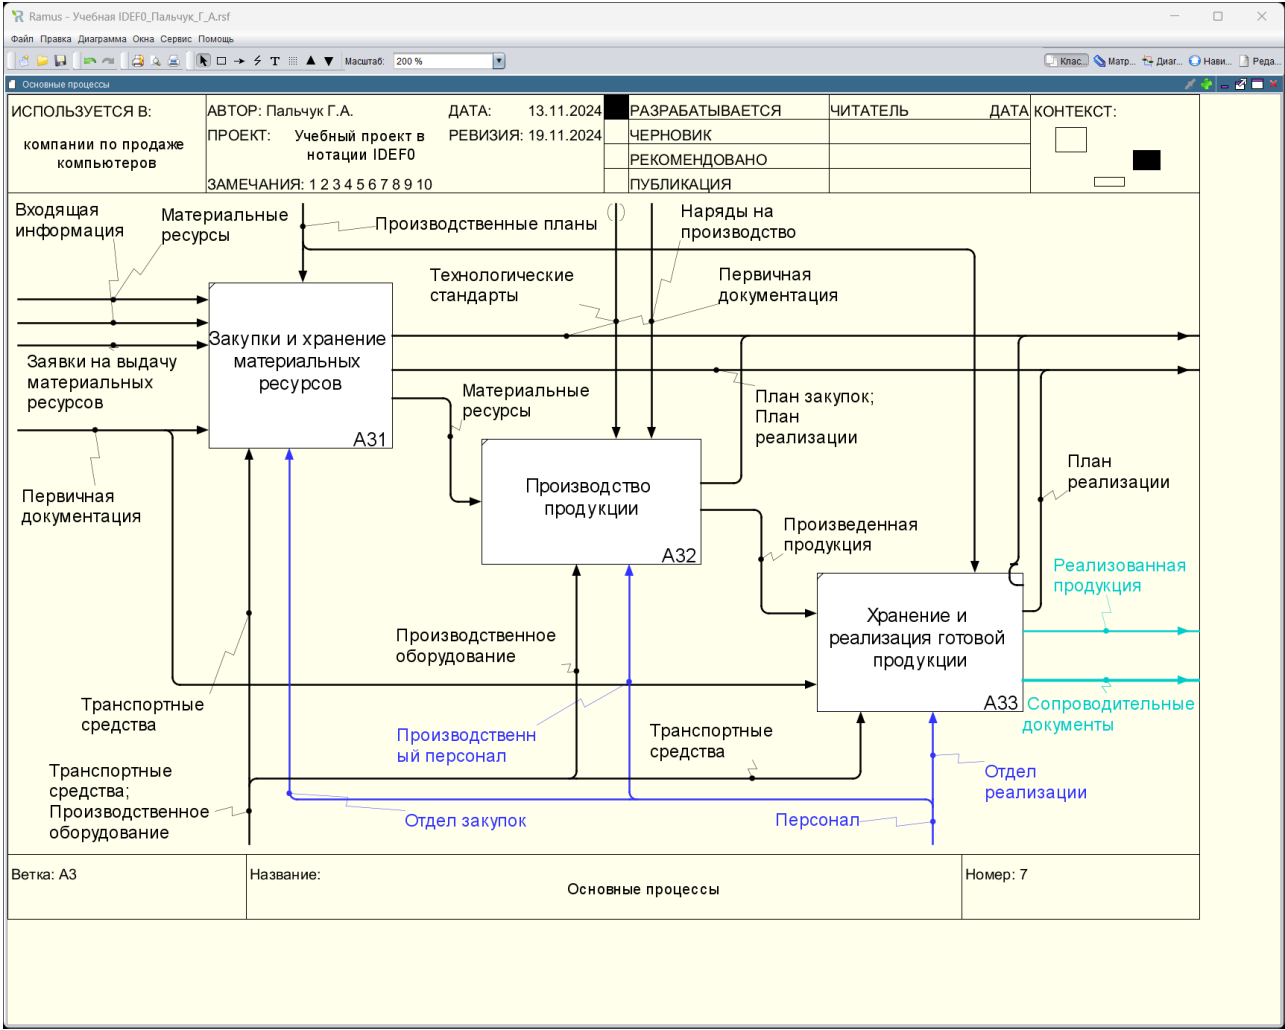 Ramus - Учебная IDEF0_Пальчук_Г_А.rsf
Файл Правка Диаграмма Окна Сервис Помощь
Масштаб: 200 %
Клас... Матр... Диаг... Нави... Реда...
Основные процессы
ИСПОЛЬЗУЕТСЯ В:
компании по продаже
компьютеров
АВТОР: Пальчук Г.А.
ДАТА: 13.11.2024
ПРОЕКТ: Учебный проект в
нотации IDEF0
РЕВИЗИЯ: 19.11.2024
ЗАМЕЧАНИЯ: 1 2 3 4 5 6 7 8 9 10
РАЗРАБАТЫВАЕТСЯ
ЧЕРНОВИК
РЕКОМЕНДОВАНО
ПУБЛИКАЦИЯ
ЧИТАТЕЛЬ ДАТА
КОНТЕКСТ:
Входящая
информация
Материальные
ресурсы
Производственные планы
Наряды на
производство
Технологические
стандарты
Первичная
документация
Закупки и хранение
материальных
ресурсов
A31
Заявки на выдачу
материальных
ресурсов
Материальные
ресурсы
План закупок;
План
реализации
Первичная
документация
Производство
продукции
A32
План
реализации
Произведенная
продукция
Реализованная
продукция
Хранение и
реализация готовой
продукции
A33
Производственное
оборудование
Транспортные
средства
Сопроводительные
документы
Производственн
ый персонал
Транспортные
средства
Транспортные
средства;
Производственное
оборудование
Отдел
реализации
Отдел закупок
Персонал
Ветка: A3
Название:
Основные процессы
Номер: 7